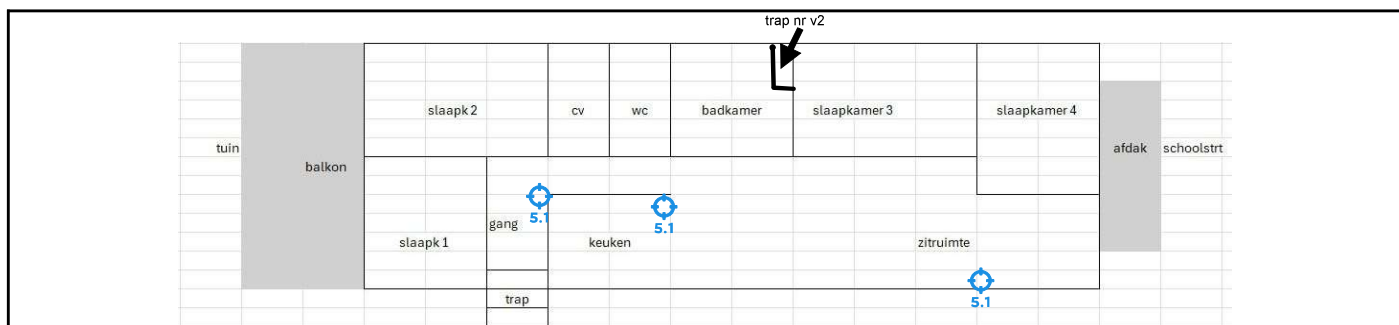 trap nr v2
slaapk 2
cv
wc
badkamer
slaapkamer 3
slaapkamer 4
tuin
balkon
afdak
schoolstrt
gang
5.1
5.1
slaapk 1
keuken
zitruimte
5.1
trap